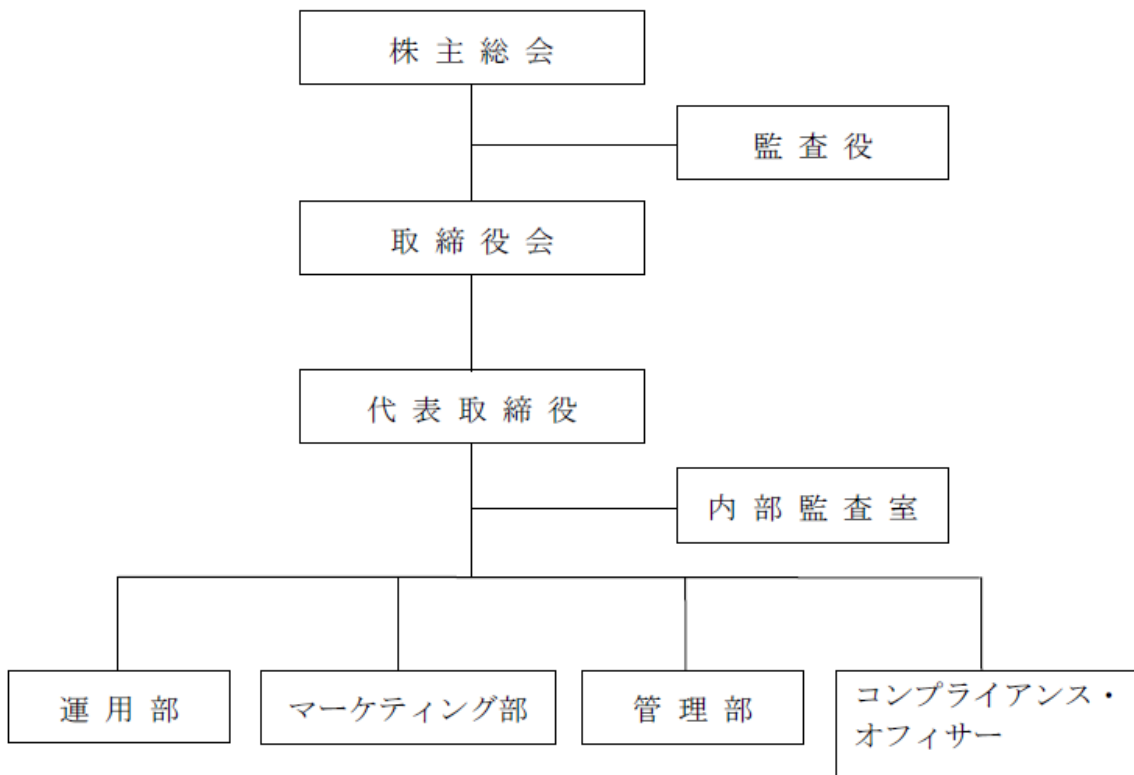 株主総会
監査役
取締役会
代表取締役
内部監査室
運用部
マーケティング部
管理部
コンプライアンス・
オフィサー